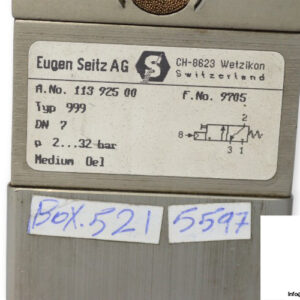 Eugen Seitz AG
S
CH-8623 Wetzikon
Switzerland
A.No. 113 925 00
F.No. 9705
Typ 999
DN 7
p 2...32 bar
Medium Oel
2
8
3 1
BOX.521
5597